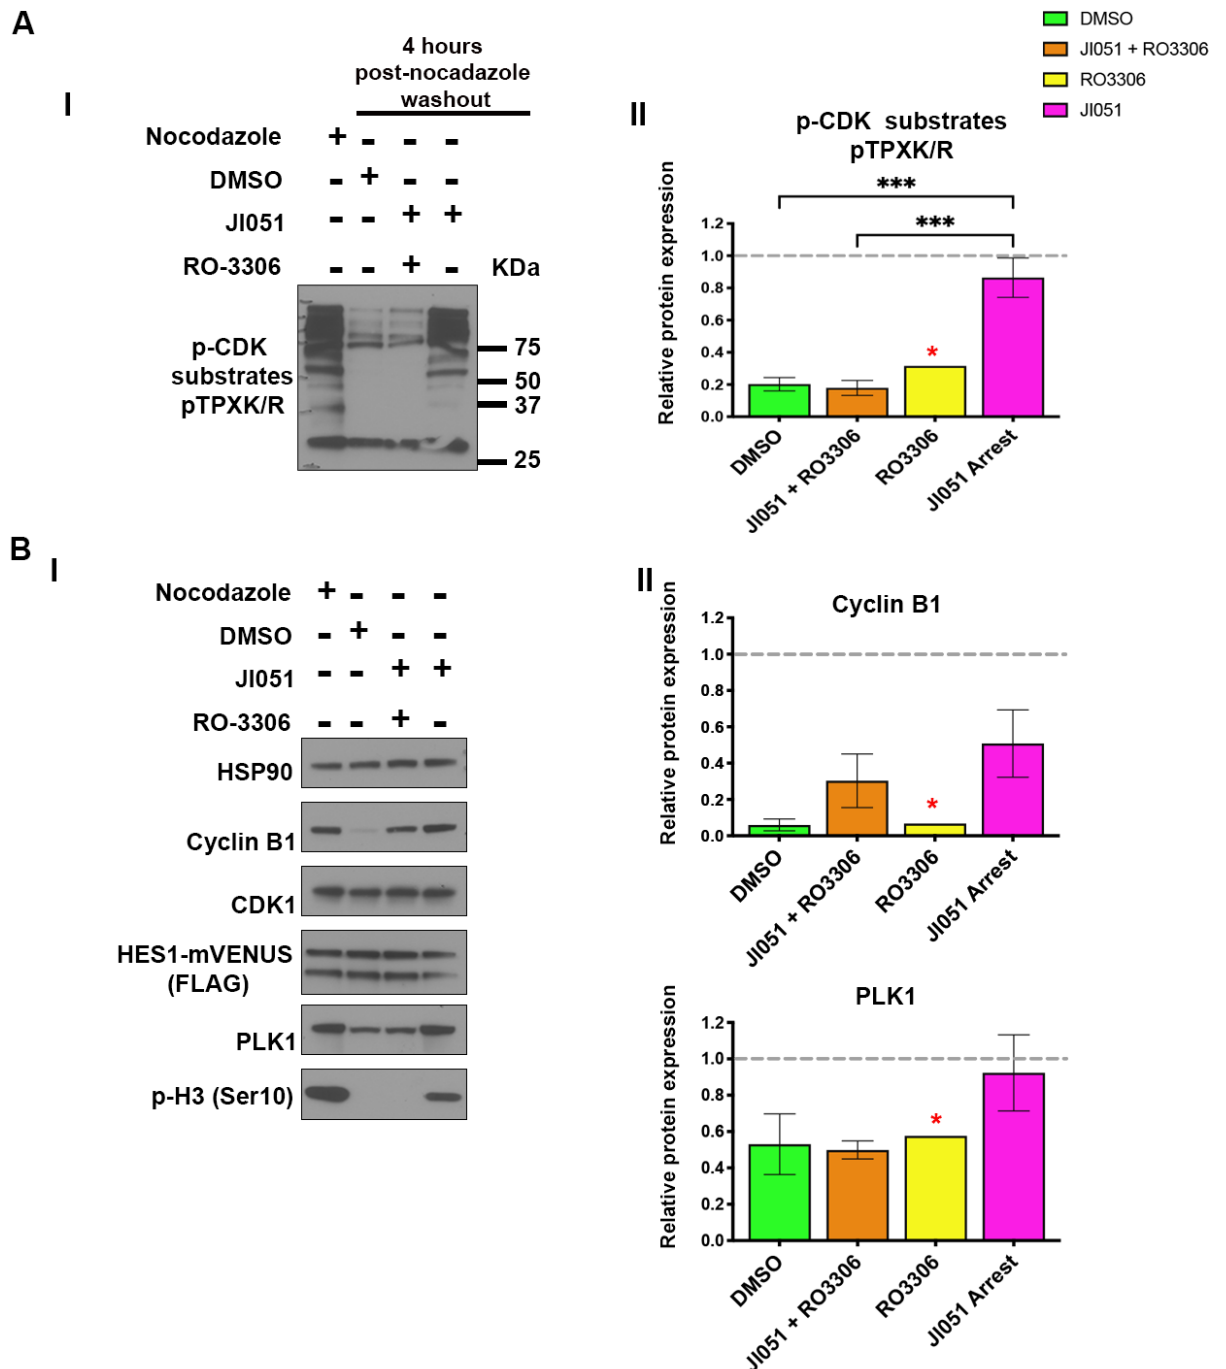 A
4 hours
post-nocadazole
washout
I
Nocodazole + - - -
DMSO - + - -
JI051 - - + +
RO-3306 - - + -
KDa
p-CDK
substrates
pTPXK/R
75
50
37
25
DMSO
JI051 + RO3306
RO3306
JI051
II
p-CDK substrates
pTPXK/R
Relative protein expression
***
***
1.2
1.0
0.8
0.6
0.4
0.2
0.0
*
DMSO
JI051 + RO3306
RO3306
JI051 Arrest
B
I
Nocodazole + - - -
DMSO - + - -
JI051 - - + +
RO-3306 - - + -
HSP90
Cyclin B1
CDK1
HES1-mVENUS
(FLAG)
PLK1
p-H3 (Ser10)
II
Cyclin B1
Relative protein expression
1.2
1.0
0.8
0.6
0.4
0.2
0.0
*
DMSO
JI051 + RO3306
RO3306
JI051 Arrest
PLK1
Relative protein expression
1.2
1.0
0.8
0.6
0.4
0.2
0.0
*
DMSO
JI051 + RO3306
RO3306
JI051 Arrest